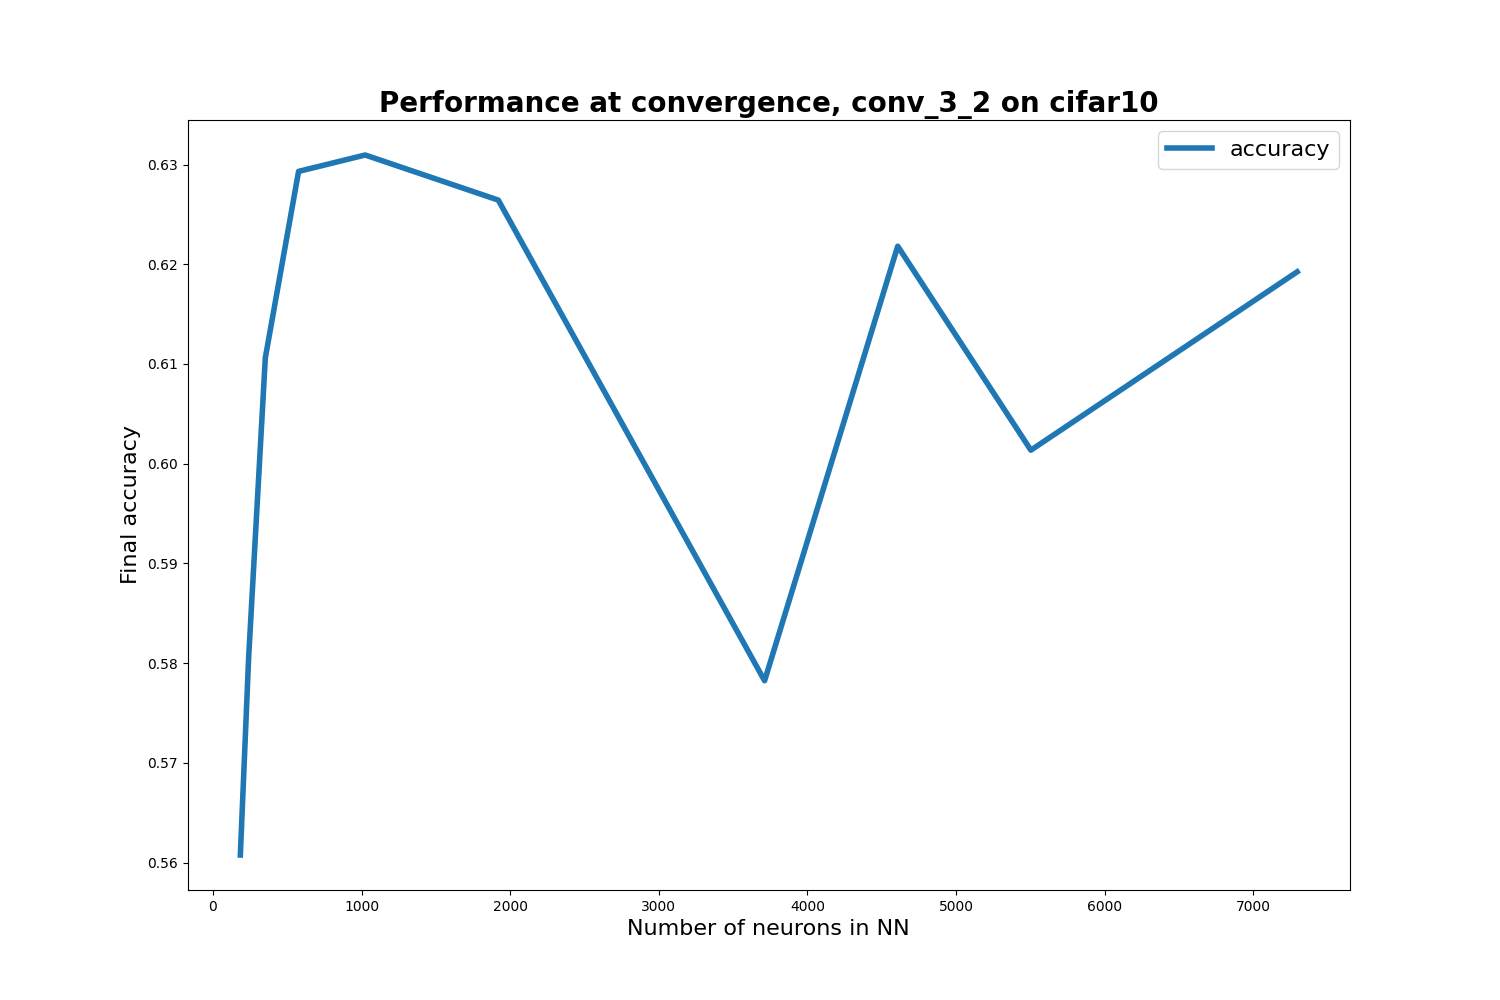 Performance at convergence, conv_3_2 on cifar10
accuracy
0.63
0.62
0.61
0.60
0.59
0.58
0.57
0.56
Final accuracy
0 1000 2000 3000 4000 5000 6000 7000
Number of neurons in NN